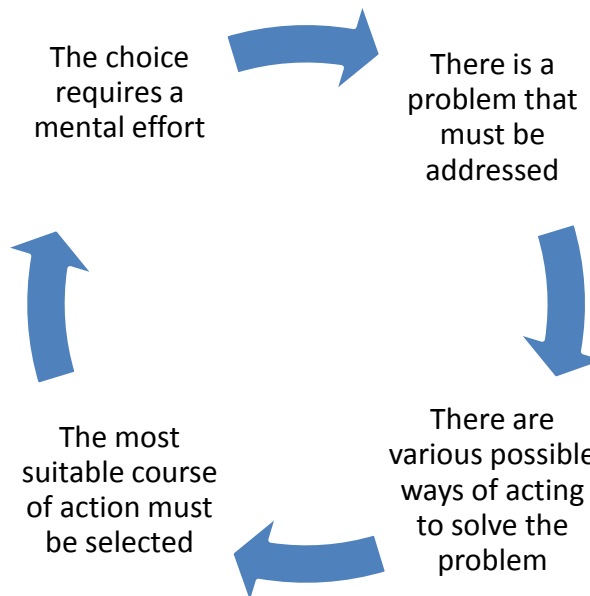 The choice
requires a
mental effort
There is a
problem that
must be
addressed
There are
various possible
ways of acting
to solve the
problem
The most
suitable course
of action must
be selected